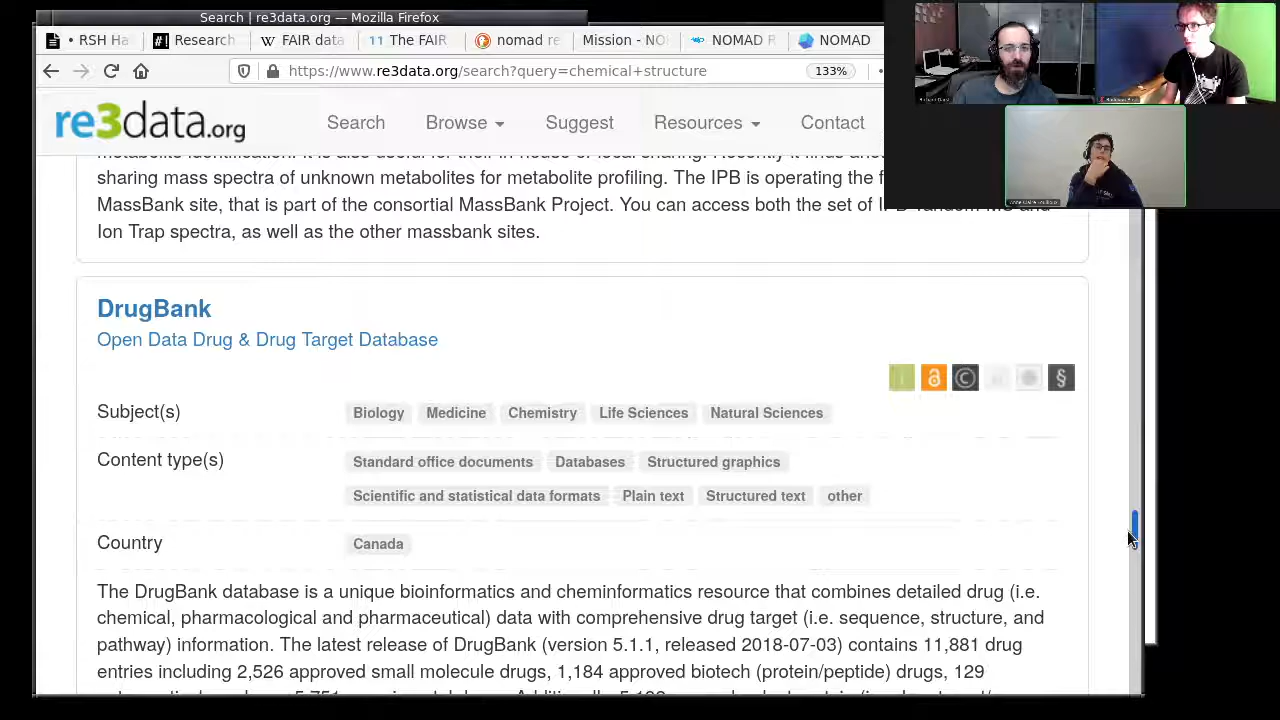 Search | re3data.org — Mozilla Firefox
• RSH Ha
#! Research
W FAIR data
11 The FAIR
nomad re
Mission - NO
NOMAD R
NOMAD
https://www.re3data.org/search?query=chemical+structure
133%
re3data.org
Search
Browse
Suggest
Resources
Contact
sharing mass spectra of unknown metabolites for metabolite profiling. The IPB is operating the f
MassBank site, that is part of the consortial MassBank Project. You can access both the set of
Ion Trap spectra, as well as the other massbank sites.
DrugBank
Open Data Drug & Drug Target Database
§
Subject(s)
Biology Medicine Chemistry Life Sciences Natural Sciences
Content type(s)
Standard office documents Databases Structured graphics
Scientific and statistical data formats Plain text Structured text other
Country
Canada
The DrugBank database is a unique bioinformatics and cheminformatics resource that combines detailed drug (i.e.
chemical, pharmacological and pharmaceutical) data with comprehensive drug target (i.e. sequence, structure, and
pathway) information. The latest release of DrugBank (version 5.1.1, released 2018-07-03) contains 11,881 drug
entries including 2,526 approved small molecule drugs, 1,184 approved biotech (protein/peptide) drugs, 129